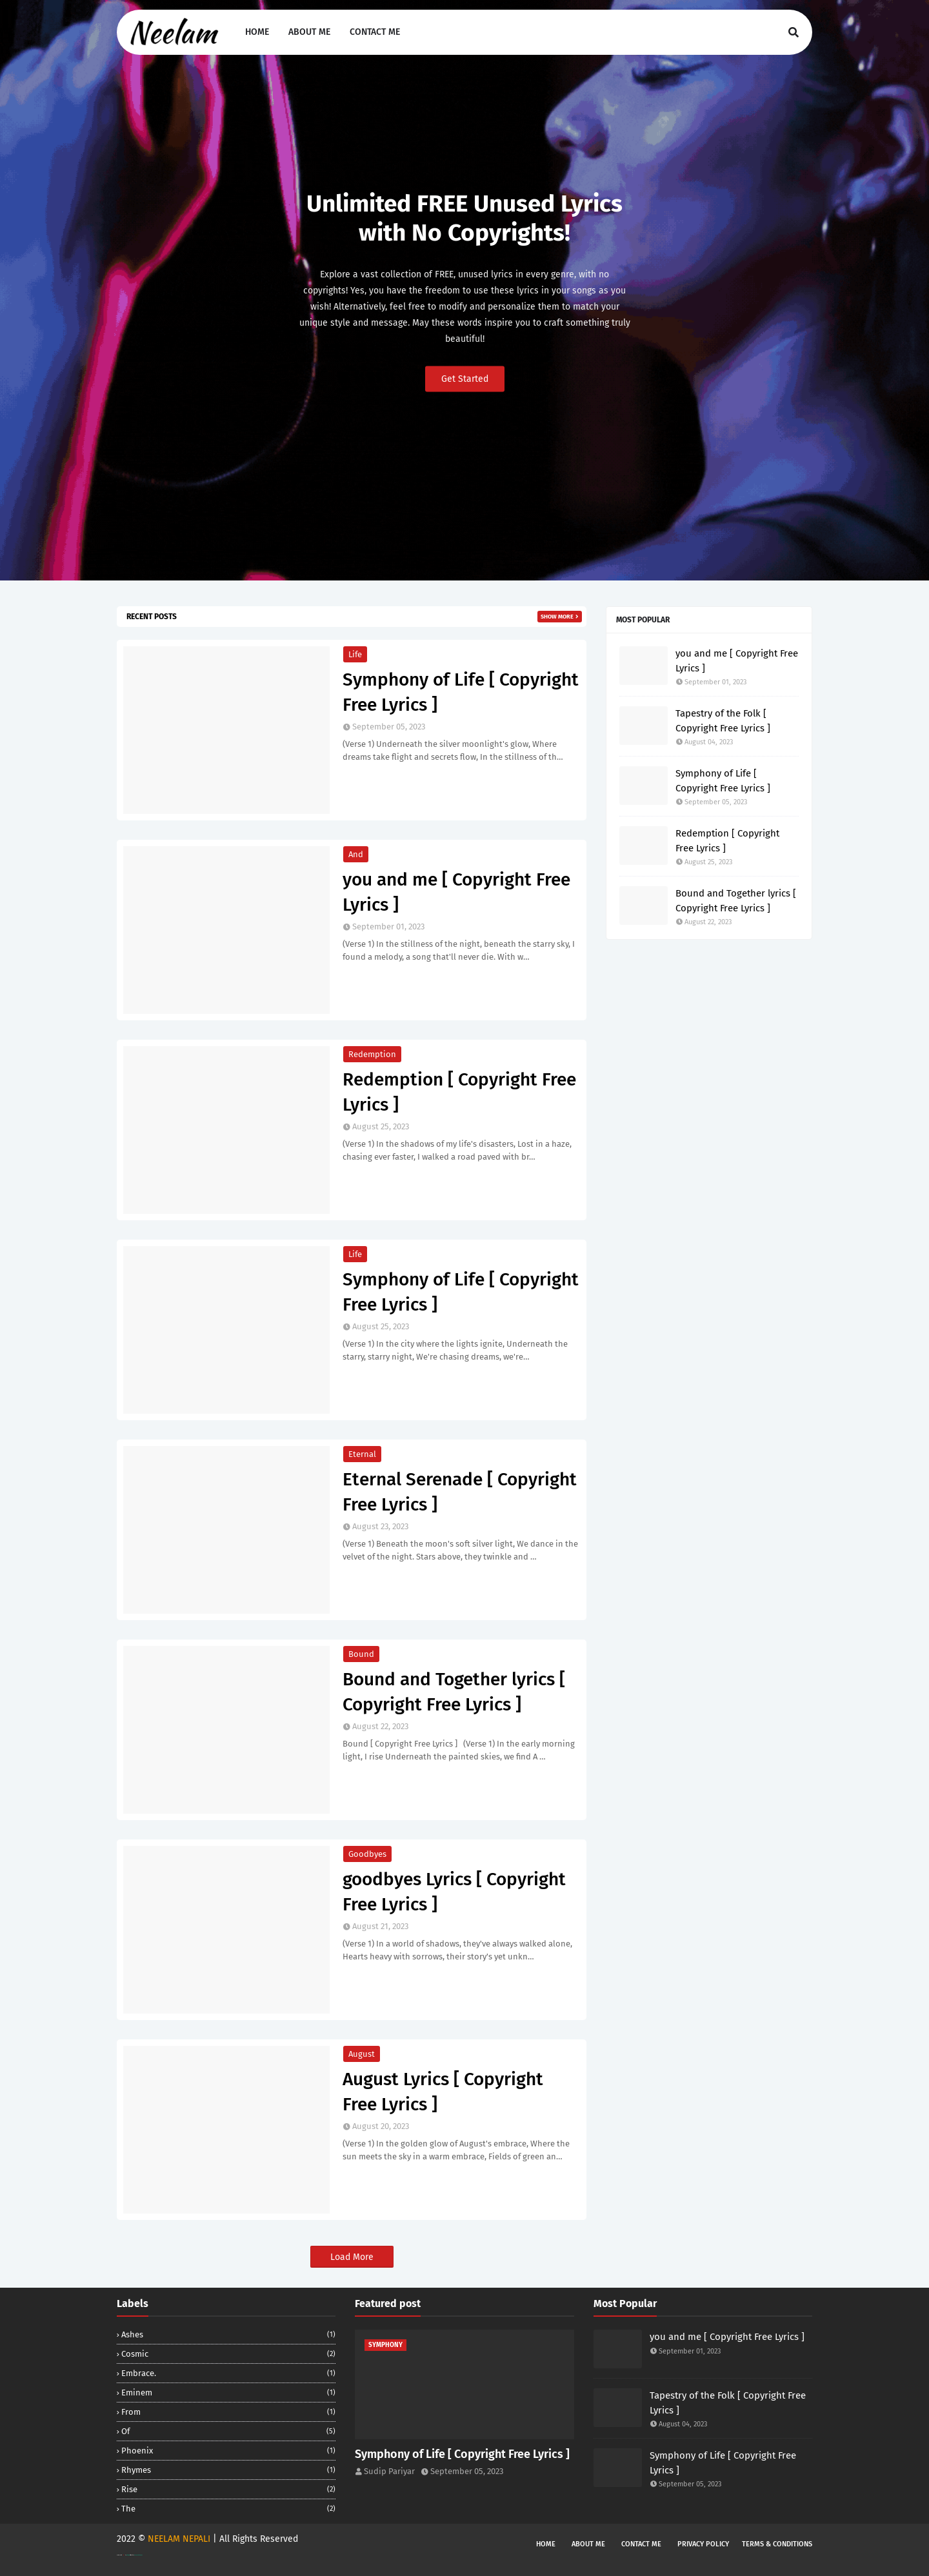 Neelam
HOME ABOUT ME CONTACT ME
Unlimited FREE Unused Lyrics
with No Copyrights!
Explore a vast collection of FREE, unused lyrics in every genre, with no
copyrights! Yes, you have the freedom to use these lyrics in your songs as you
wish! Alternatively, feel free to modify and personalize them to match your
unique style and message. May these words inspire you to craft something truly
beautiful!
Get Started
RECENT POSTS
SHOW MORE >
Life
Symphony of Life [ Copyright
Free Lyrics ]
September 05, 2023
(Verse 1) Underneath the silver moonlight's glow, Where
dreams take flight and secrets flow, In the stillness of th...
And
you and me [ Copyright Free
Lyrics ]
September 01, 2023
(Verse 1) In the stillness of the night, beneath the starry sky, I
found a melody, a song that'll never die. With w...
Redemption
Redemption [ Copyright Free
Lyrics ]
August 25, 2023
(Verse 1) In the shadows of my life's disasters, Lost in a haze,
chasing ever faster, I walked a road paved with br...
Life
Symphony of Life [ Copyright
Free Lyrics ]
August 25, 2023
(Verse 1) In the city where the lights ignite, Underneath the
starry, starry night, We're chasing dreams, we're...
Eternal
Eternal Serenade [ Copyright
Free Lyrics ]
August 23, 2023
(Verse 1) Beneath the moon's soft silver light, We dance in the
velvet of the night. Stars above, they twinkle and ...
Bound
Bound and Together lyrics [
Copyright Free Lyrics ]
August 22, 2023
Bound [ Copyright Free Lyrics ] (Verse 1) In the early morning
light, I rise Underneath the painted skies, we find A ...
Goodbyes
goodbyes Lyrics [ Copyright
Free Lyrics ]
August 21, 2023
(Verse 1) In a world of shadows, they've always walked alone,
Hearts heavy with sorrows, their story's yet unkn...
August
August Lyrics [ Copyright
Free Lyrics ]
August 20, 2023
(Verse 1) In the golden glow of August's embrace, Where the
sun meets the sky in a warm embrace, Fields of green an...
Load More
MOST POPULAR
you and me [ Copyright Free
Lyrics ]
September 01, 2023
Tapestry of the Folk [
Copyright Free Lyrics ]
August 04, 2023
Symphony of Life [
Copyright Free Lyrics ]
September 05, 2023
Redemption [ Copyright
Free Lyrics ]
August 25, 2023
Bound and Together lyrics [
Copyright Free Lyrics ]
August 22, 2023
Labels
› Ashes (1)
› Cosmic (2)
› Embrace. (1)
› Eminem (1)
› From (1)
› Of (5)
› Phoenix (1)
› Rhymes (1)
› Rise (2)
› The (2)
Featured post
SYMPHONY
Symphony of Life [ Copyright Free Lyrics ]
Sudip Pariyar September 05, 2023
Most Popular
you and me [ Copyright Free Lyrics ]
September 01, 2023
Tapestry of the Folk [ Copyright Free
Lyrics ]
August 04, 2023
Symphony of Life [ Copyright Free
Lyrics ]
September 05, 2023
2022 © NEELAM NEPALI | All Rights Reserved
HOME ABOUT ME CONTACT ME PRIVACY POLICY TERMS & CONDITIONS